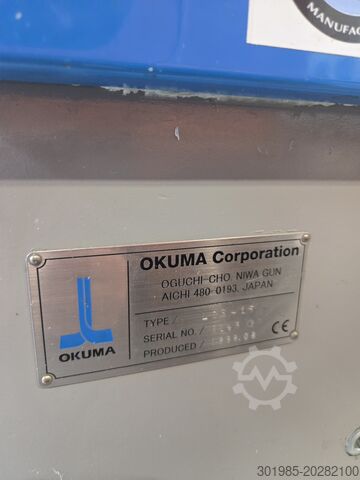 MANUFAC
OKUMA Corporation
OGUCHI-CHO, NIWA GUN
AICHI 480-0193, JAPAN
OKUMA
TYPE
SERIAL NO.
CE
PRODUCED
301985-20282100